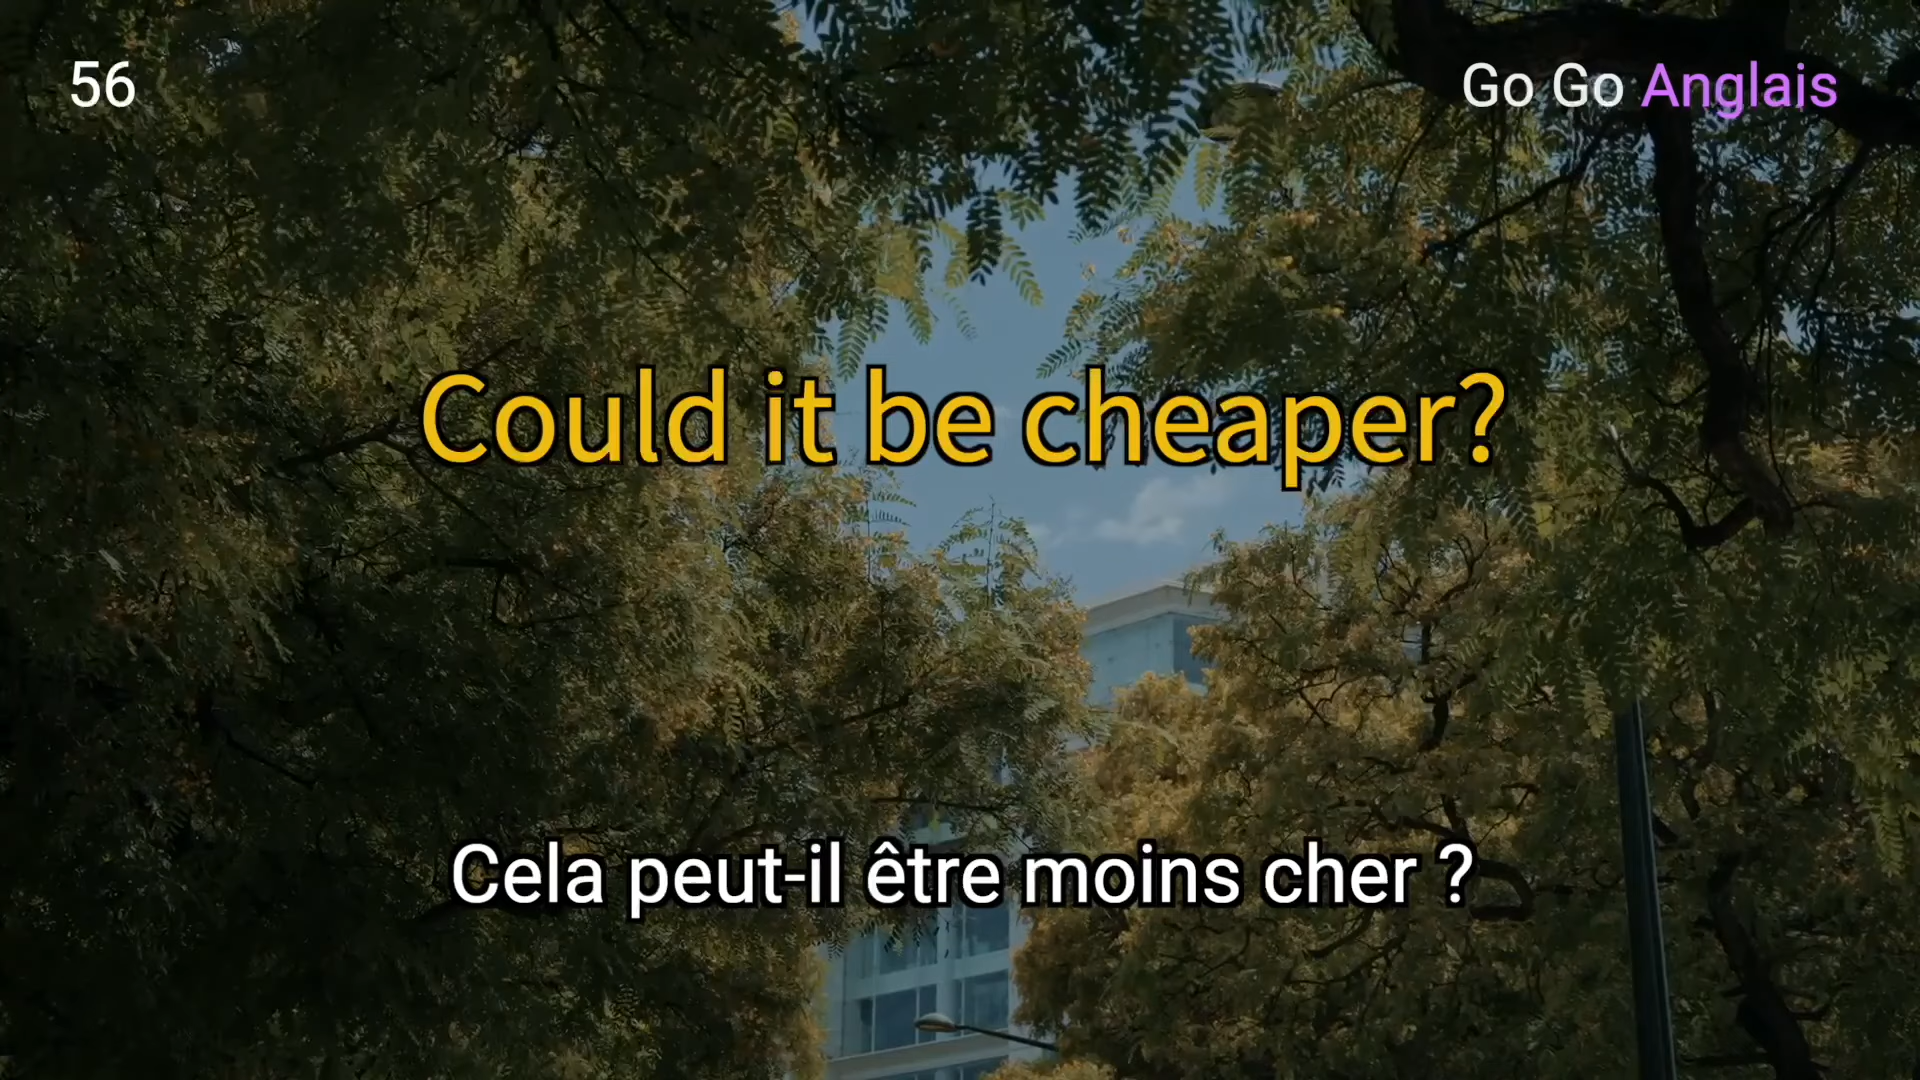 56
Go Go Anglais
Could it be cheaper?
Cela peut-il être moins cher ?